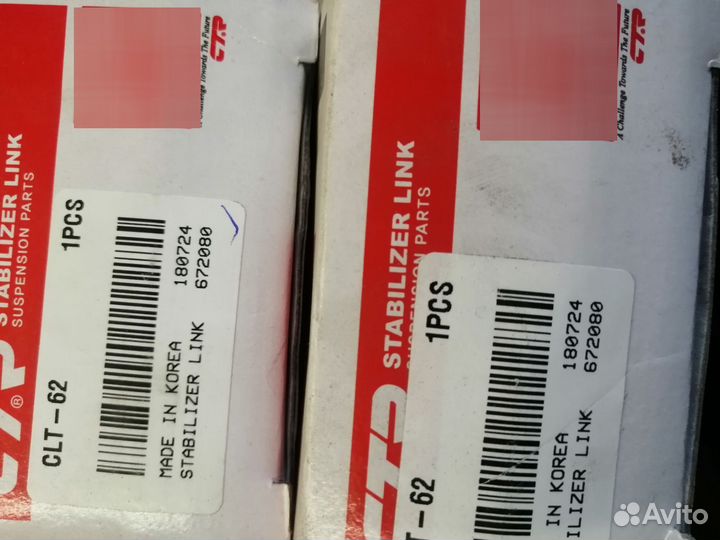 CTR
A Challenge Towards The Future
CTR®
STABILIZER LINK
SUSPENSION PARTS
CLT-62
1PCS
MADE IN KOREA
180724
STABILIZER LINK
672080
CTR
A Challenge Towards The Future
STABILIZER LINK
SUSPENSION PARTS
T-62
1PCS
IN KOREA
180724
ILIZER LINK
672080
Avito